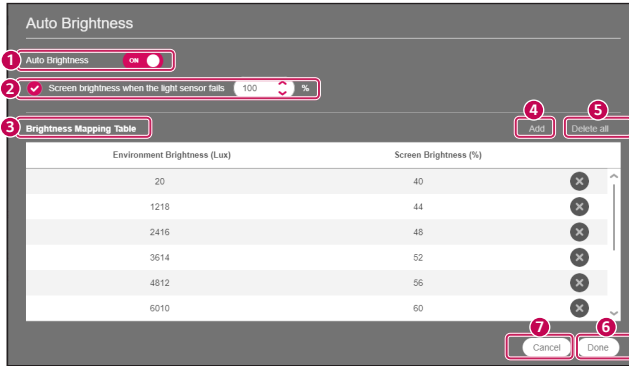 Auto Brightness
1 Auto Brightness ON
2 Screen brightness when the light sensor fails 100 %
4 5
3 Brightness Mapping Table Add Delete all
Environment Brightness (Lux) Screen Brightness (%)
20 40
1218 44
2416 48
3614 52
4812 56
6010 60
7 6
Cancel Done